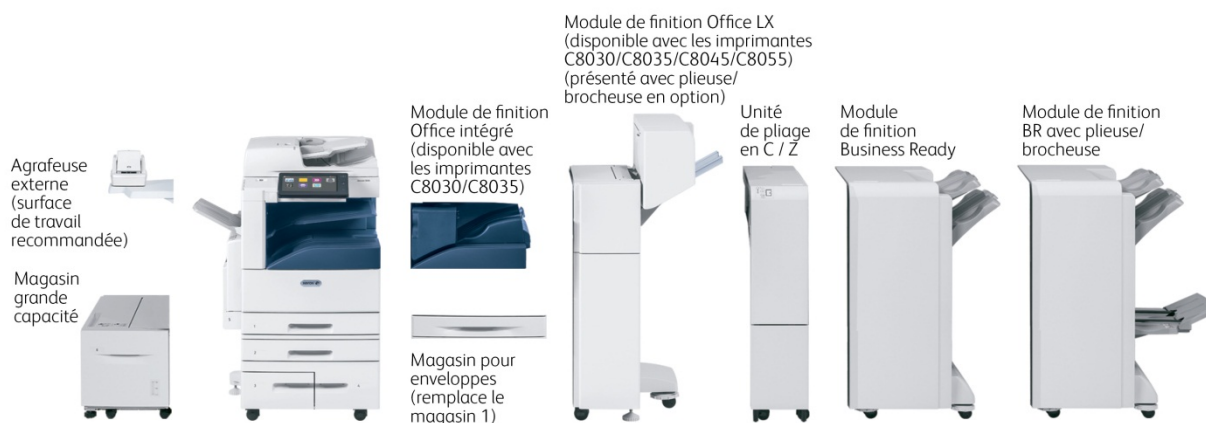 Agrafeuse
externe
(surface
de travail
recommandée)
Magasin
grande
capacité
xerox
Module de finition
Office intégré
(disponible avec
les imprimantes
C8030/C8035)
Magasin pour
enveloppes
(remplace le
magasin 1)
Module de finition Office LX
(disponible avec les imprimantes
C8030/C8035/C8045/C8055)
(présenté avec plieuse/
brocheuse en option)
Unité
de pliage
en C / Z
Module
de finition
Business Ready
Module de finition
BR avec plieuse/
brocheuse